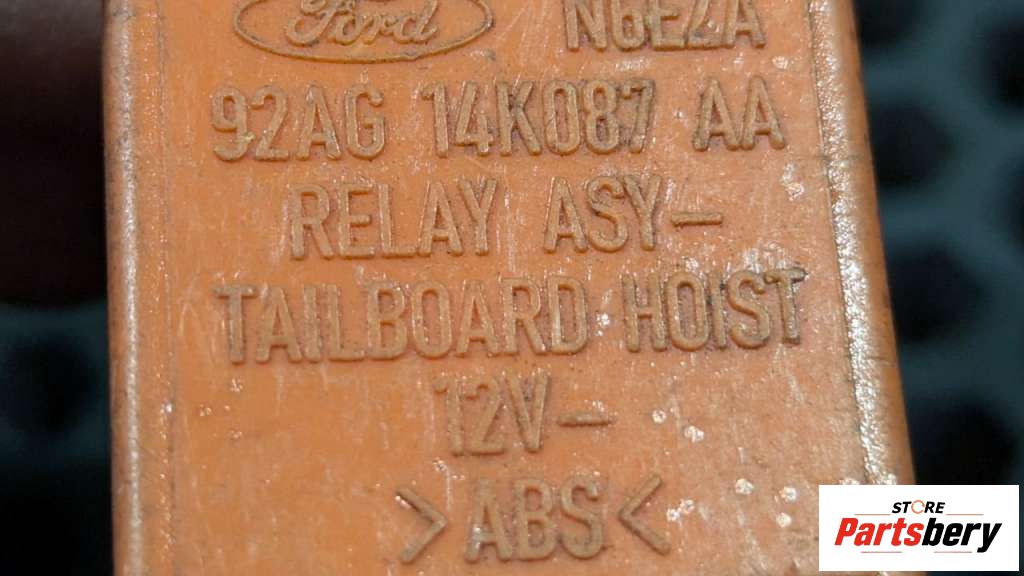 Ford N6EZA
92AG 14K087 AA
RELAY ASY-
TAILBOARD HOIST
12V-
>ABS<
STORE
Partsbery